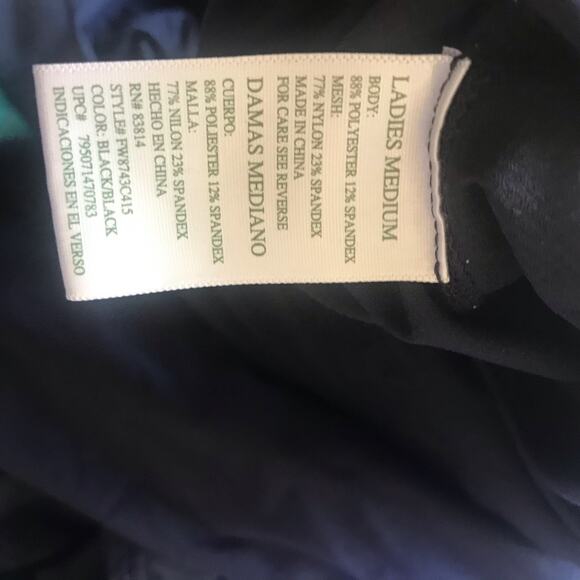 LADIES MEDIUM
BODY:
88% POLYESTER 12% SPANDEX
MESH:
77% NYLON 23% SPANDEX
MADE IN CHINA
FOR CARE SEE REVERSE
DAMAS MEDIANO
CUERPO:
88% POLIESTER 12% SPANDEX
MALLA:
77% NILON 23% SPANDEX
HECHO EN CHINA
RN# 83814
STYLE# FW8743C415
COLOR: BLACK/BLACK
UPC# 795071470783
INDICACIONES EN EL VERSO